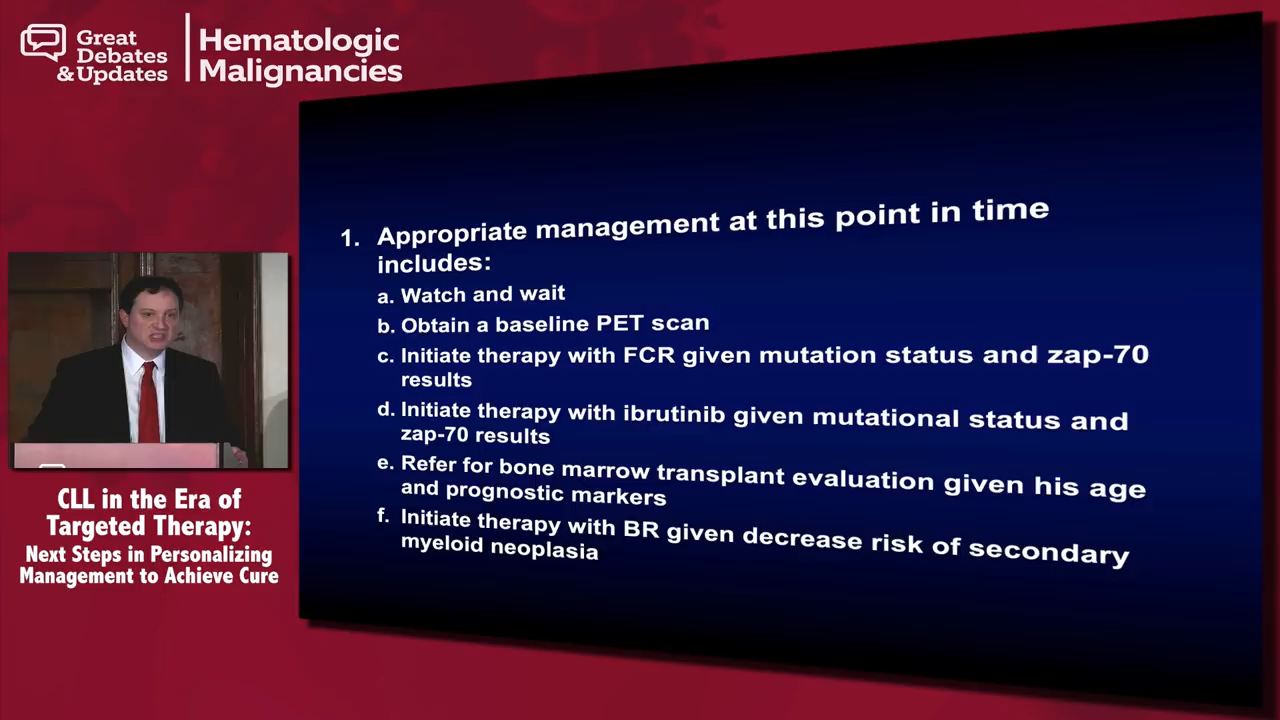 Great
Debates
& Updates
Hematologic
Malignancies
1. Appropriate management at this point in time
includes:
a. Watch and wait
b. Obtain a baseline PET scan
c. Initiate therapy with FCR given mutation status and zap-70
results
d. Initiate therapy with ibrutinib given mutational status and
zap-70 results
e. Refer for bone marrow transplant evaluation given his age
and prognostic markers
f. Initiate therapy with BR given decrease risk of secondary
myeloid neoplasia
CLL in the Era of
Targeted Therapy:
Next Steps in Personalizing
Management to Achieve Cure